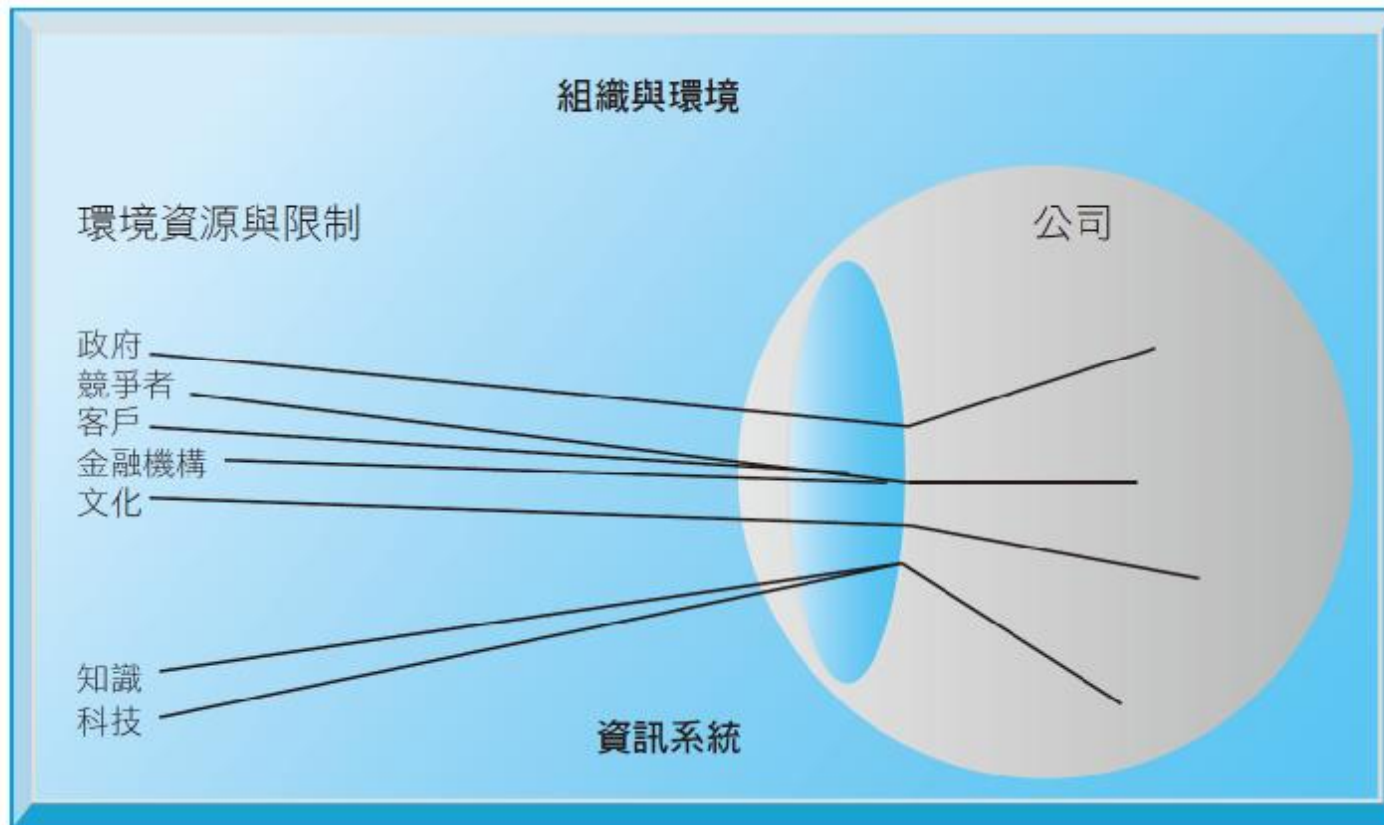 組織與環境
環境資源與限制
公司
政府
競爭者
客戶
金融機構
文化
知識
科技
資訊系統